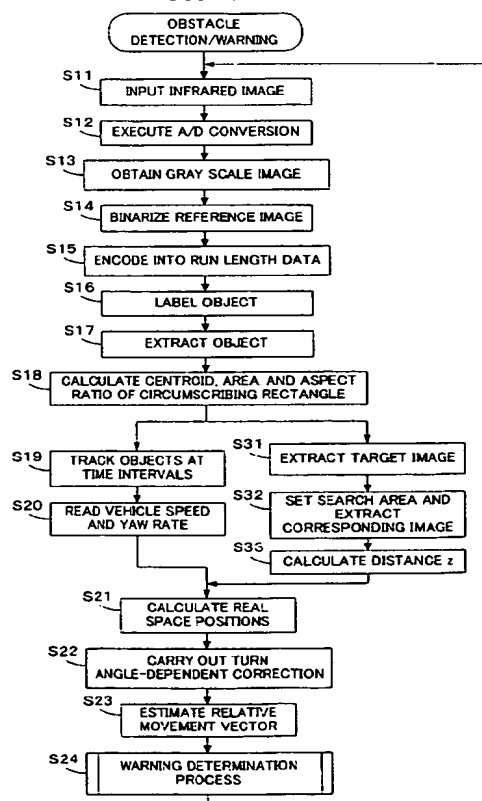 OBSTACLE
DETECTION/WARNING
S11
INPUT INFRARED IMAGE
S12
EXECUTE A/D CONVERSION
S13
OBTAIN GRAY SCALE IMAGE
S14
BINARIZE REFERENCE IMAGE
S15
ENCODE INTO RUN LENGTH DATA
S16
LABEL OBJECT
S17
EXTRACT OBJECT
S18
CALCULATE CENTROID, AREA, AND ASPECT
RATIO OF CIRCUMSCRIBING RECTANGLE
S19
TRACK OBJECTS AT
TIME INTERVALS
S20
READ VEHICLE SPEED
AND YAW RATE
S31
EXTRACT TARGET IMAGE
S32
SET SEARCH AREA AND
EXTRACT
CORRESPONDING IMAGE
S33
CALCULATE DISTANCE z
S21
CALCULATE REAL
SPACE POSITIONS
S22
CARRY OUT TURN
ANGLE-DEPENDENT CORRECTION
S23
ESTIMATE RELATIVE
MOVEMENT VECTOR
S24
WARNING DETERMINATION
PROCESS